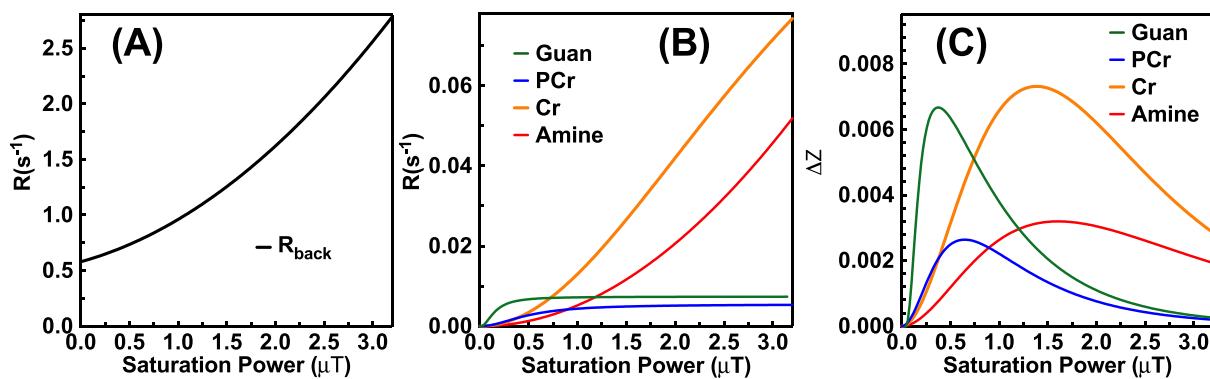 (A)
R(s⁻¹)
2.5
2.0
1.5
1.0
0.5
0.0
R_back
0.0 0.5 1.0 1.5 2.0 2.5 3.0
Saturation Power (μT)
(B)
R(s⁻¹)
0.06
0.04
0.02
0.00
Guan
PCr
Cr
Amine
0.0 0.5 1.0 1.5 2.0 2.5 3.0
Saturation Power (μT)
(C)
ΔZ
0.008
0.006
0.004
0.002
0.000
Guan
PCr
Cr
Amine
0.0 0.5 1.0 1.5 2.0 2.5 3.0
Saturation Power (μT)